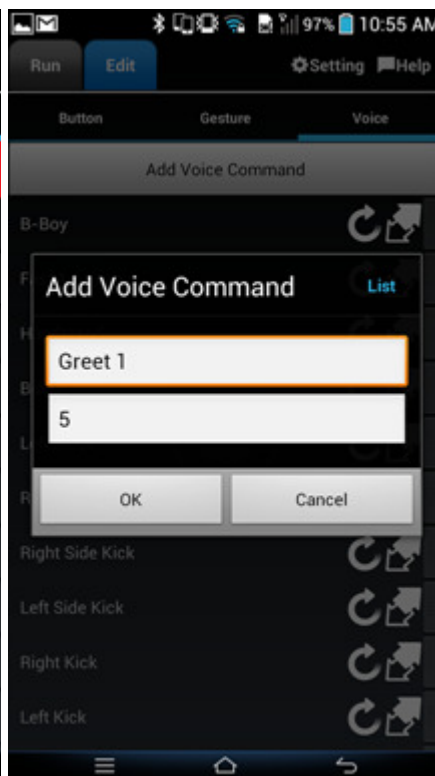 97% 10:55 AM
Run Edit Setting Help
Button Gesture Voice
Add Voice Command
B-Boy
F
Add Voice Command List
H
Greet 1
B
5
L
R
OK Cancel
Right Side Kick
Left Side Kick
Right Kick
Left Kick